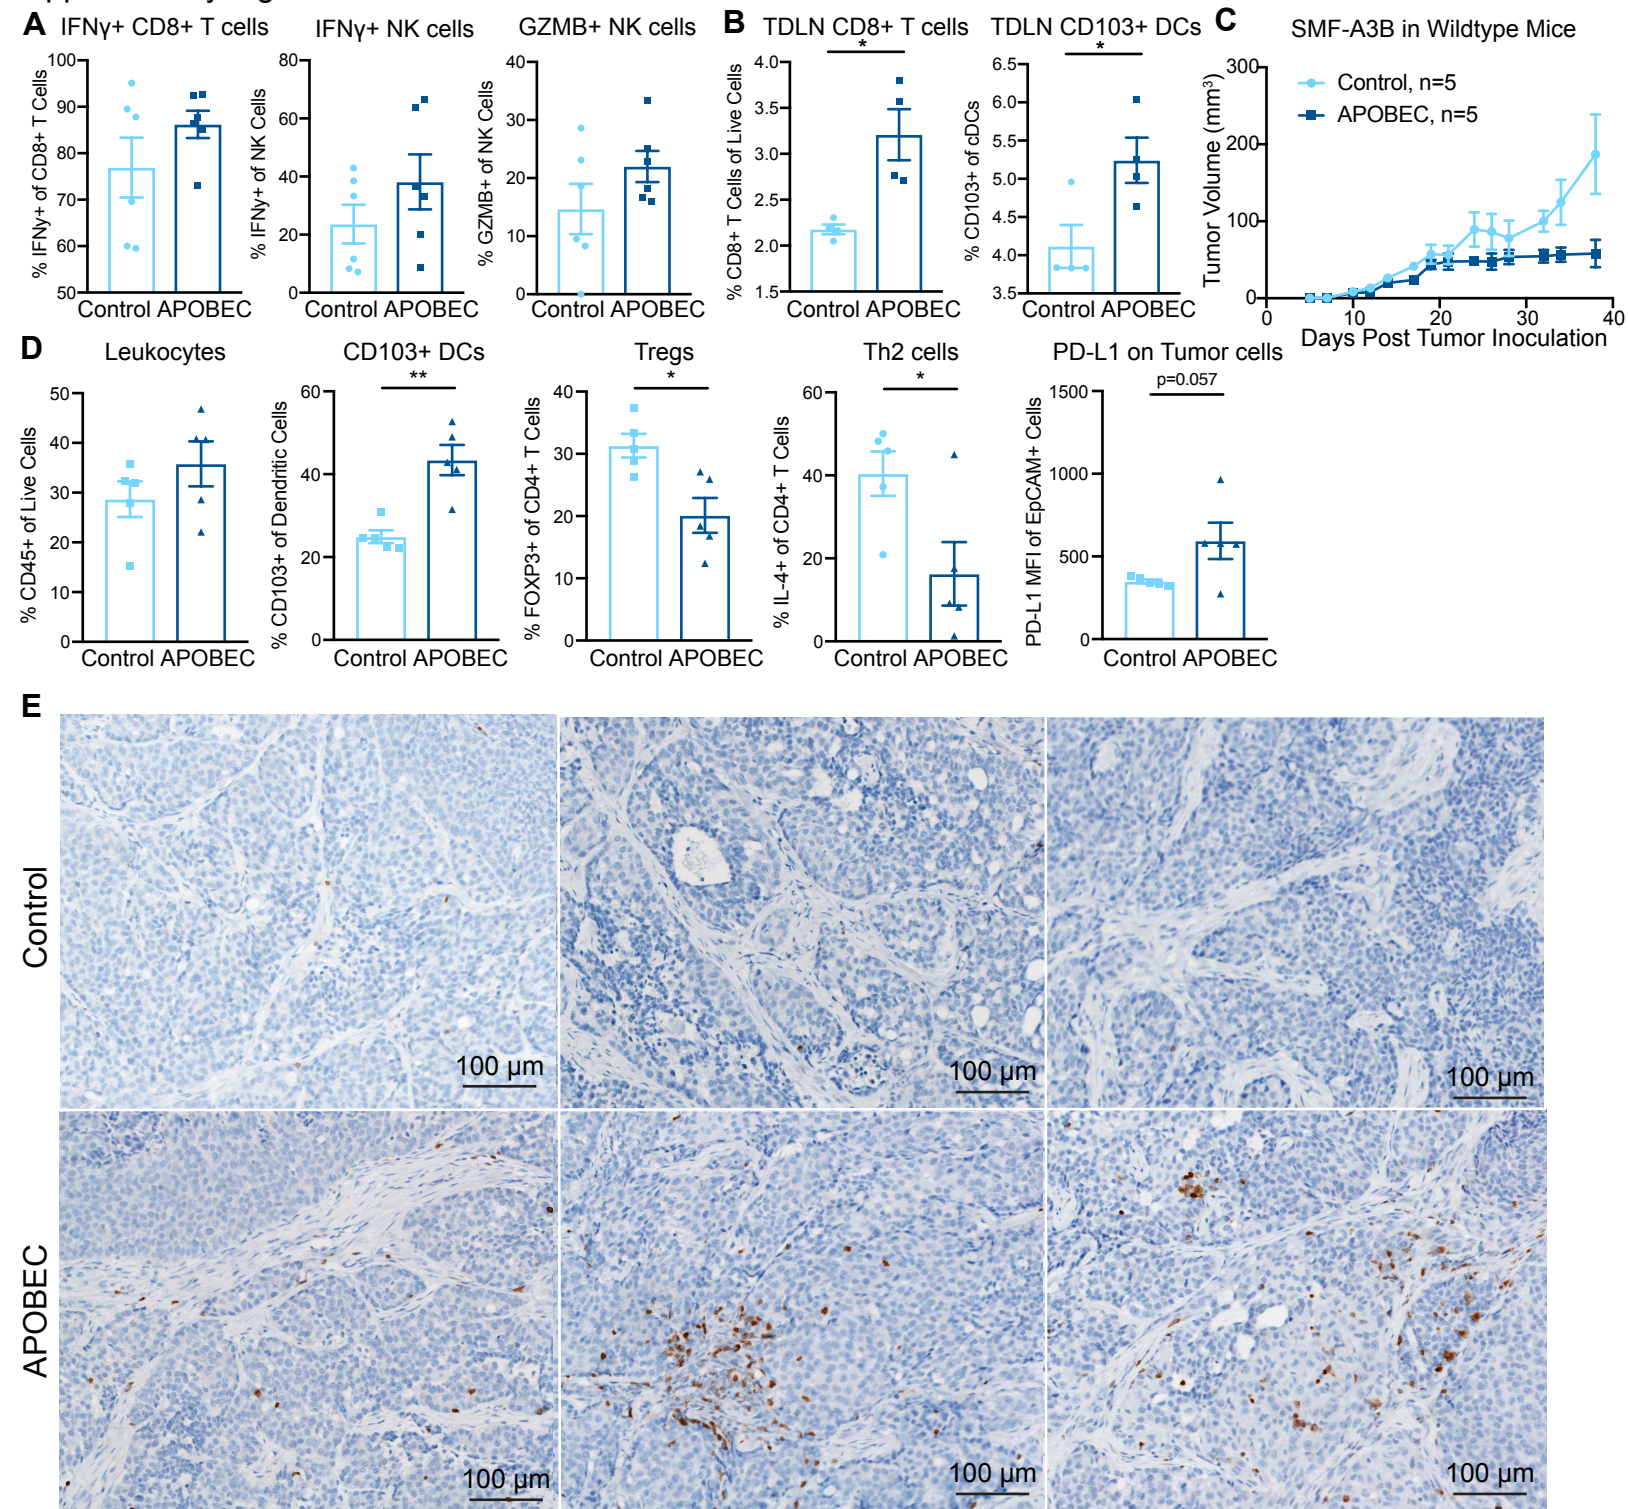 A
IFNγ+ CD8+ T cells
% IFNγ+ of CD8+ T Cells
100
90
80
70
60
50
Control APOBEC
IFNγ+ NK cells
% IFNγ+ of NK Cells
80
60
40
20
0
Control APOBEC
GZMB+ NK cells
% GZMB+ of NK Cells
40
30
20
10
0
Control APOBEC
B
TDLN CD8+ T cells
*
% CD8+ T Cells of Live Cells
4.0
3.5
3.0
2.5
2.0
1.5
Control APOBEC
TDLN CD103+ DCs
*
% CD103+ of cDCs
6.5
6.0
5.5
5.0
4.5
4.0
3.5
Control APOBEC
C
SMF-A3B in Wildtype Mice
Control, n=5
APOBEC, n=5
Tumor Volume (mm³)
300
200
100
0
0 10 20 30 40
Days Post Tumor Inoculation
D
Leukocytes
% CD45+ of Live Cells
50
40
30
20
10
0
Control APOBEC
CD103+ DCs
**
% CD103+ of Dendritic Cells
60
40
20
0
Control APOBEC
Tregs
*
% FOXP3+ of CD4+ T Cells
40
30
20
10
0
Control APOBEC
Th2 cells
*
% IL-4+ of CD4+ T Cells
60
40
20
0
Control APOBEC
PD-L1 on Tumor cells
p=0.057
PD-L1 MFI of EpCAM+ Cells
1500
1000
500
0
Control APOBEC
E
Control
100 µm
100 µm
100 µm
APOBEC
100 µm
100 µm
100 µm